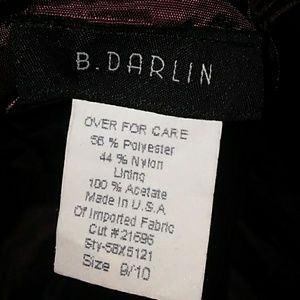 B.DARLIN
OVER FOR CARE
56 % Polyester
44 % Nylon
Lining
100 % Acetate
Made In U.S.A
Of Imported Fabric
Cut #:21696
Sty-58X5121
Size 9/10